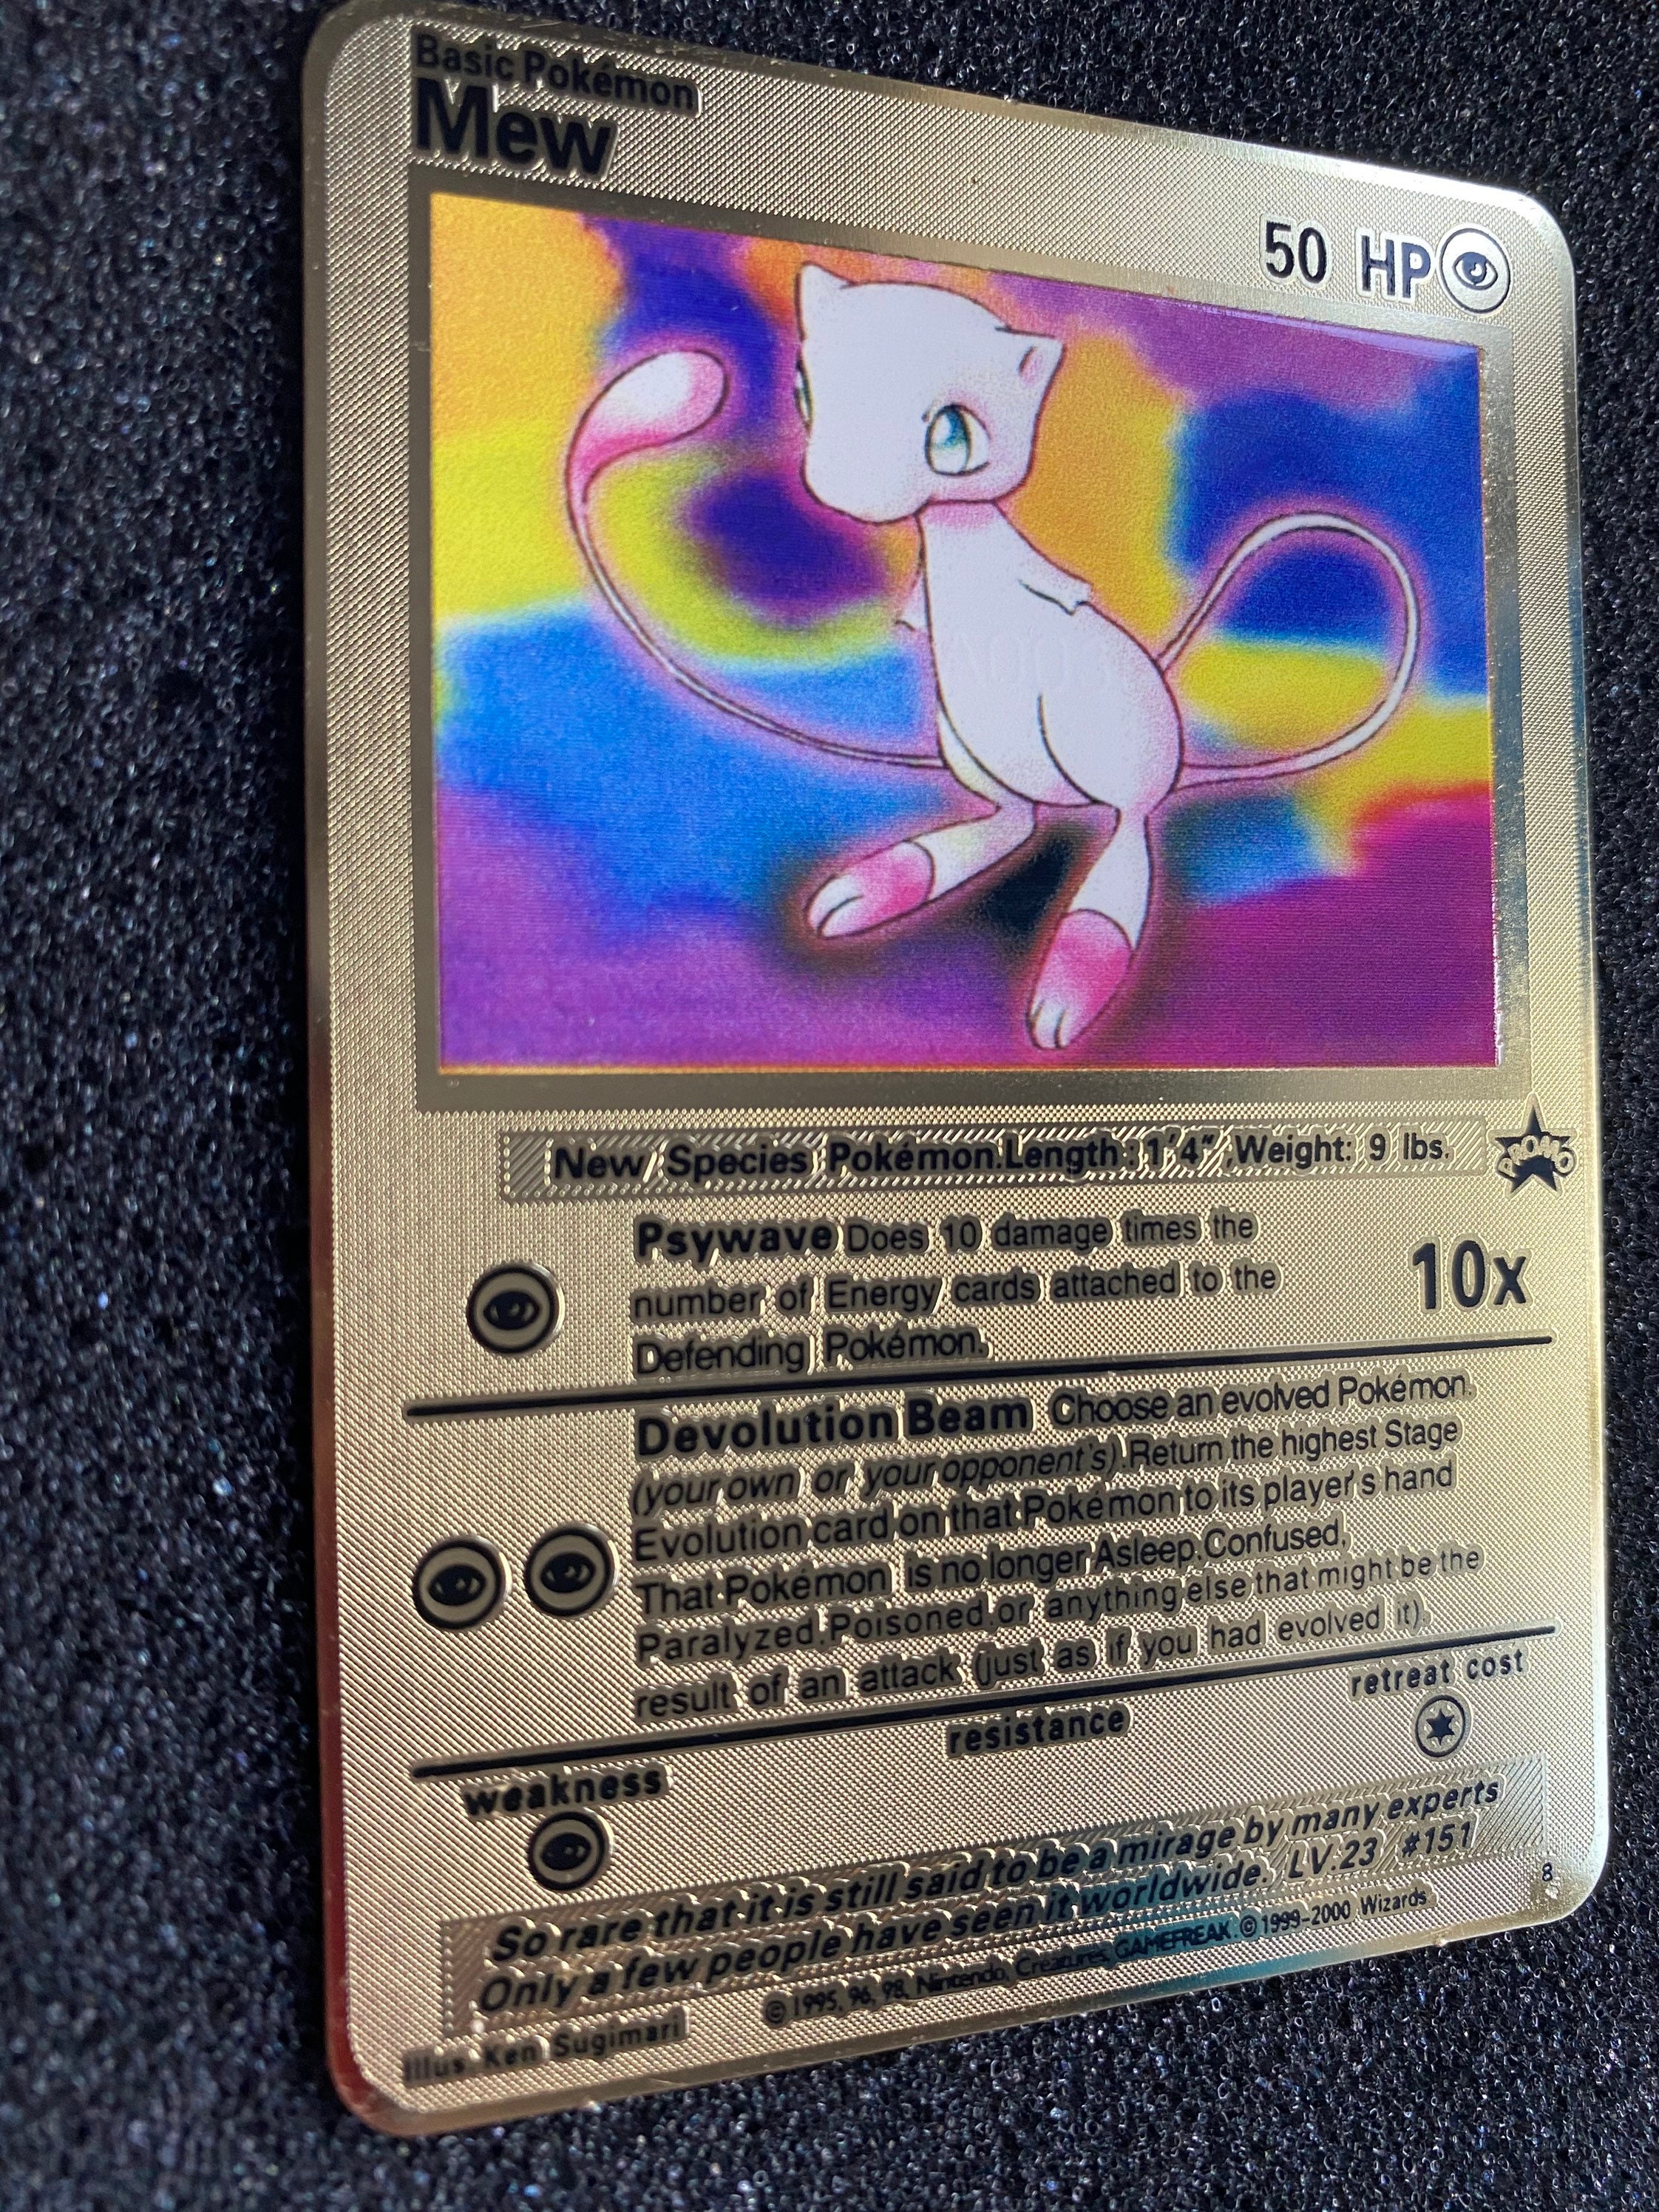 Basic Pokémon
Mew
50 HP
New Species Pokémon.Length: 1'4", Weight: 9 lbs.
PROMO
Psywave Does 10 damage times the
number of Energy cards attached to the
Defending Pokémon.
10x
Devolution Beam Choose an evolved Pokémon.
(your own or your opponent's).Return the highest Stage
Evolution card on that Pokémon to its player's hand
That Pokémon is no longer Asleep.Confused,
Paralyzed.Poisoned.or anything else that might be the
result of an attack (just as if you had evolved it).
weakness
resistance
retreat cost
So rare that it is still said to be a mirage by many experts
Only a few people have seen it worldwide. LV.23 #151
Illus. Ken Sugimari
© 1995, 96, 98, Nintendo, Creatures, GAMEFREAK. © 1999-2000 Wizards
8